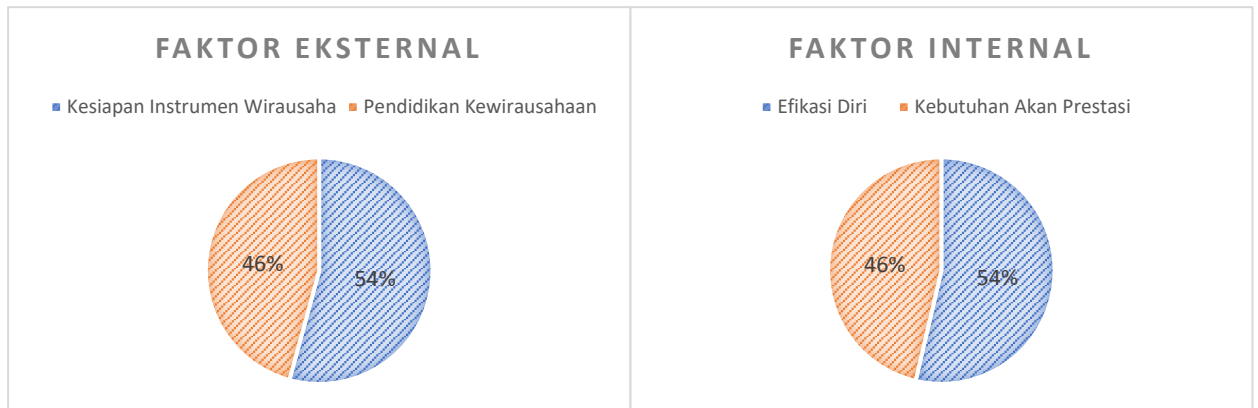 FAKTOR EKSTERNAL
Kesiapan Instrumen Wirausaha
Pendidikan Kewirausahaan
46%
54%
FAKTOR INTERNAL
Efikasi Diri
Kebutuhan Akan Prestasi
46%
54%